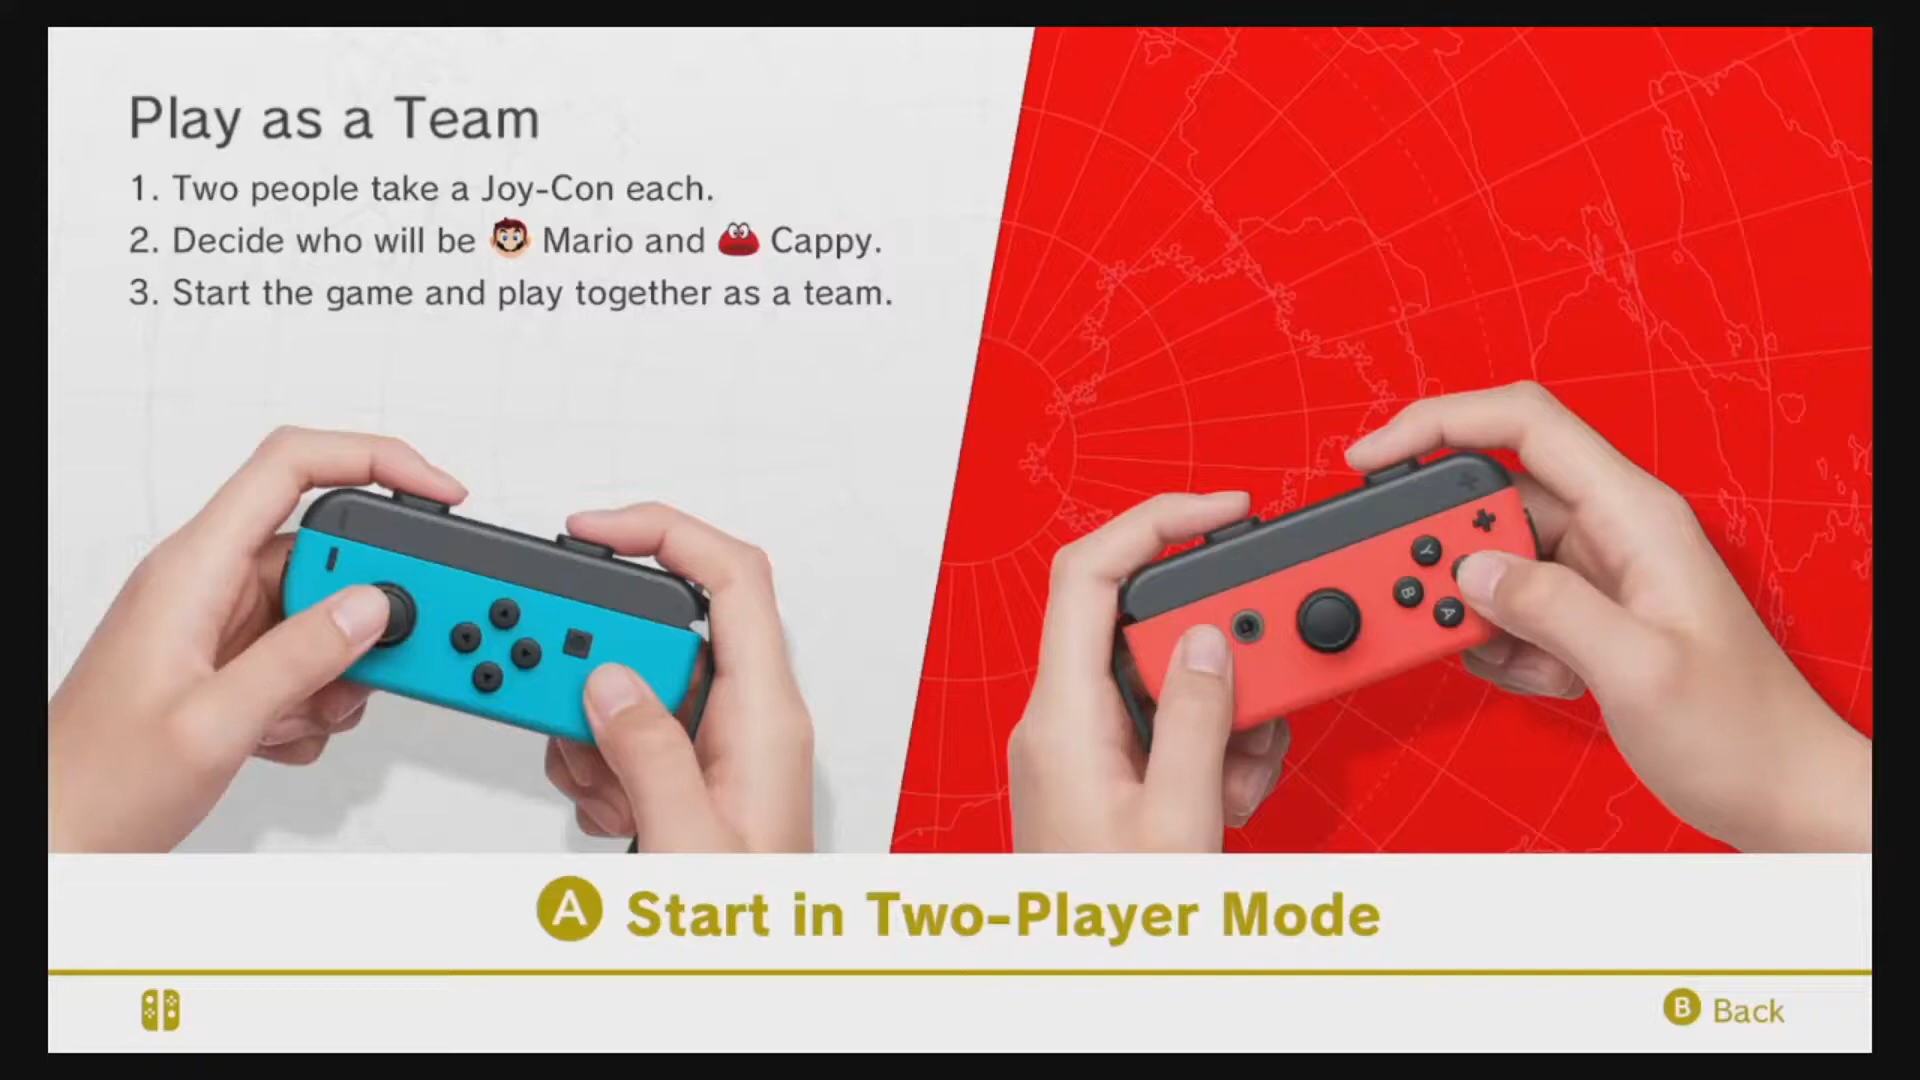 Play as a Team
1. Two people take a Joy-Con each.
2. Decide who will be Mario and Cappy.
3. Start the game and play together as a team.
Y
B
A
A Start in Two-Player Mode
B Back